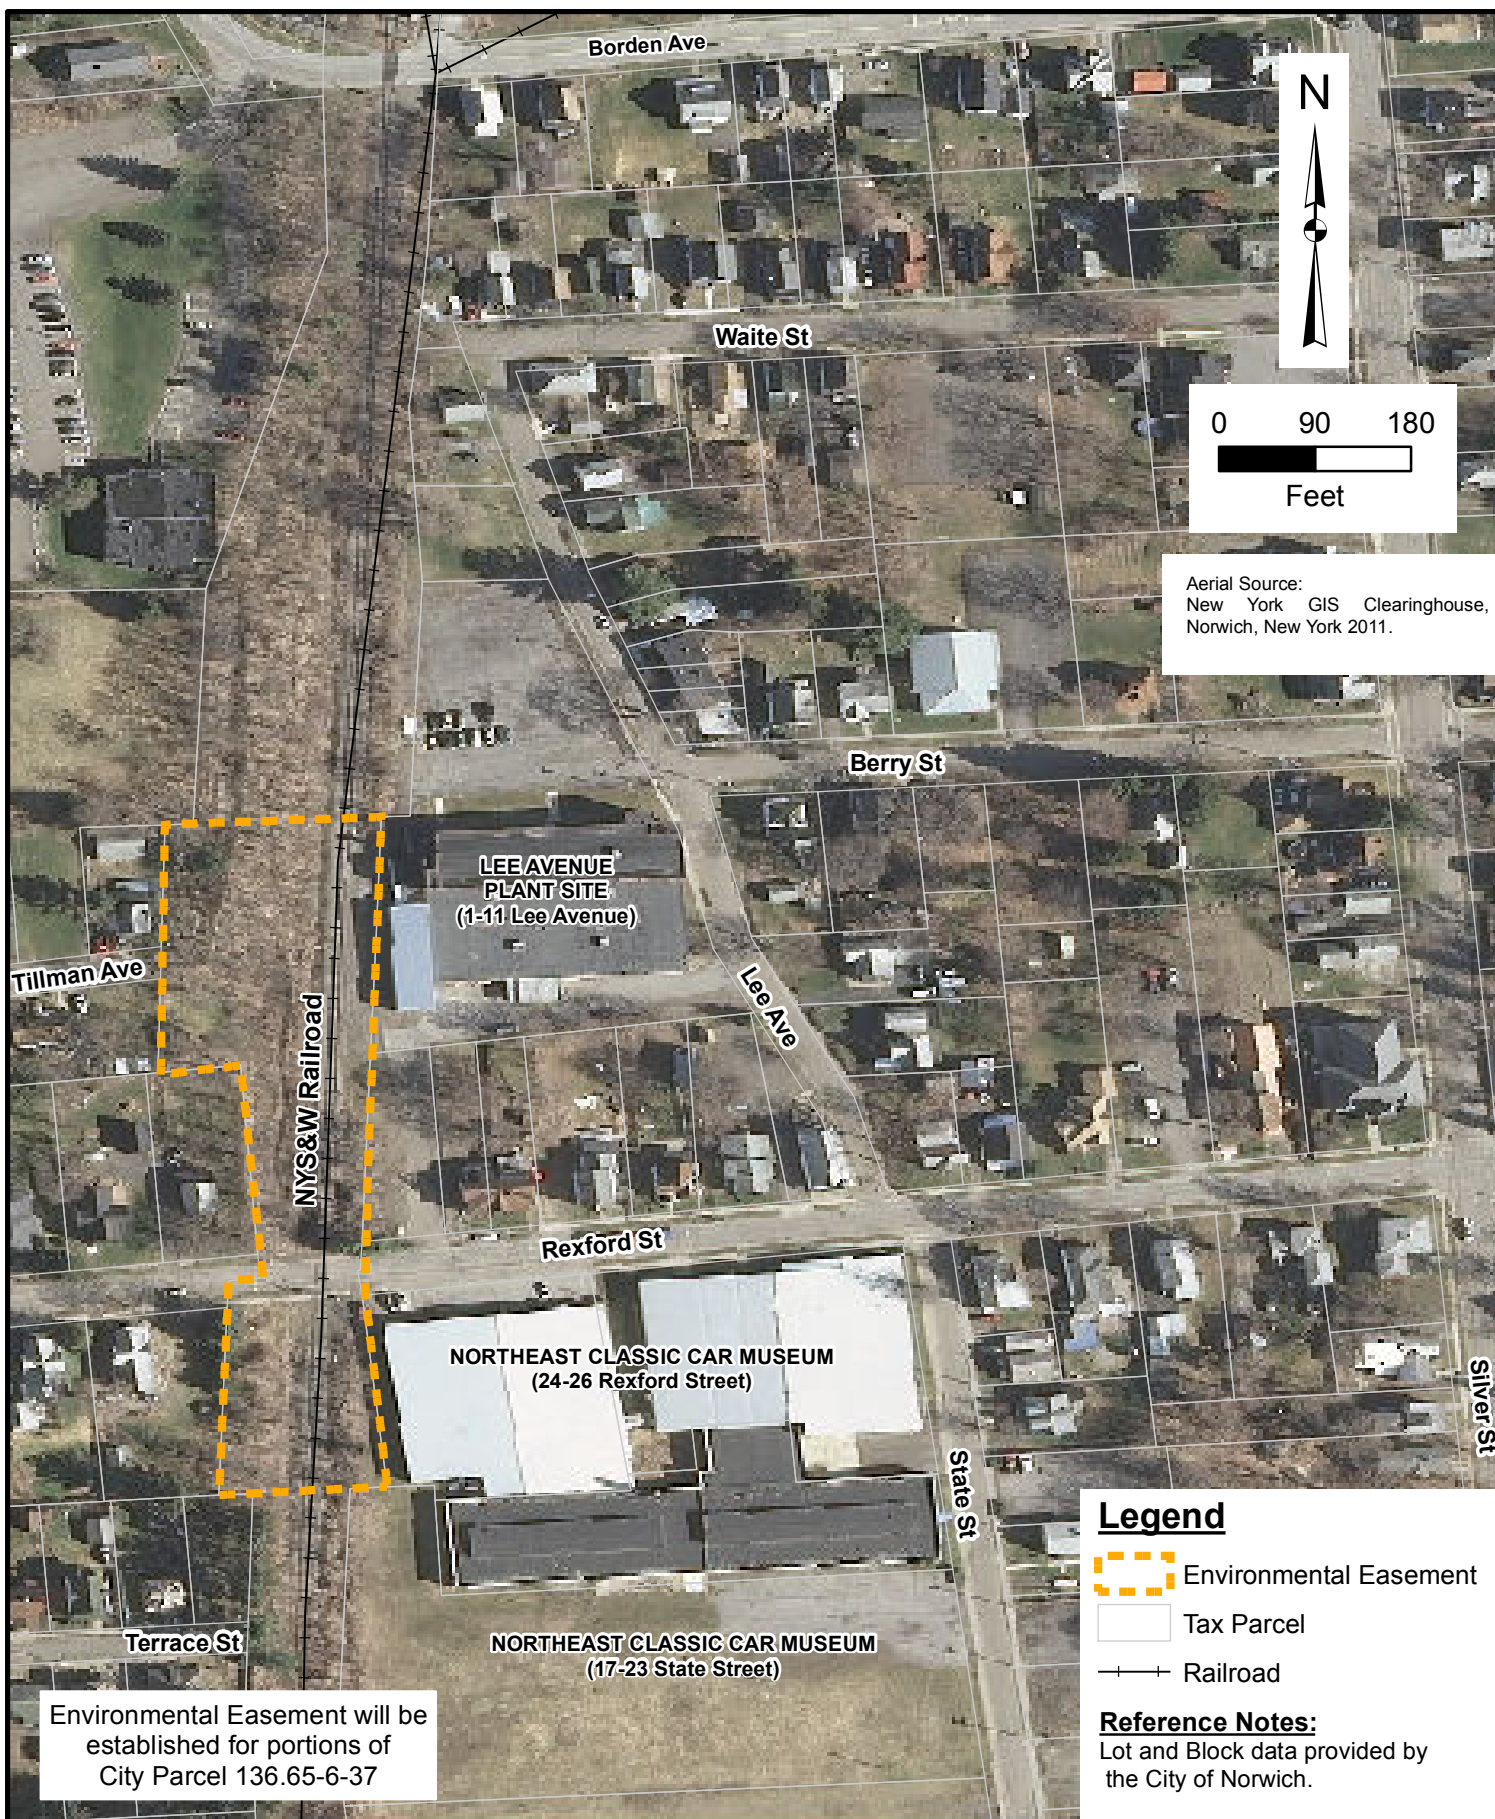 Borden Ave
N
Waite St
0 90 180
Feet
Aerial Source:
New York GIS Clearinghouse,
Norwich, New York 2011.
Berry St
LEE AVENUE
PLANT SITE
(1-11 Lee Avenue)
Tillman Ave
Lee Ave
NYS&W Railroad
Rexford St
NORTHEAST CLASSIC CAR MUSEUM
(24-26 Rexford Street)
Silver St
State St
Terrace St
NORTHEAST CLASSIC CAR MUSEUM
(17-23 State Street)
Environmental Easement will be
established for portions of
City Parcel 136.65-6-37
Legend
Environmental Easement
Tax Parcel
Railroad
Reference Notes:
Lot and Block data provided by
the City of Norwich.